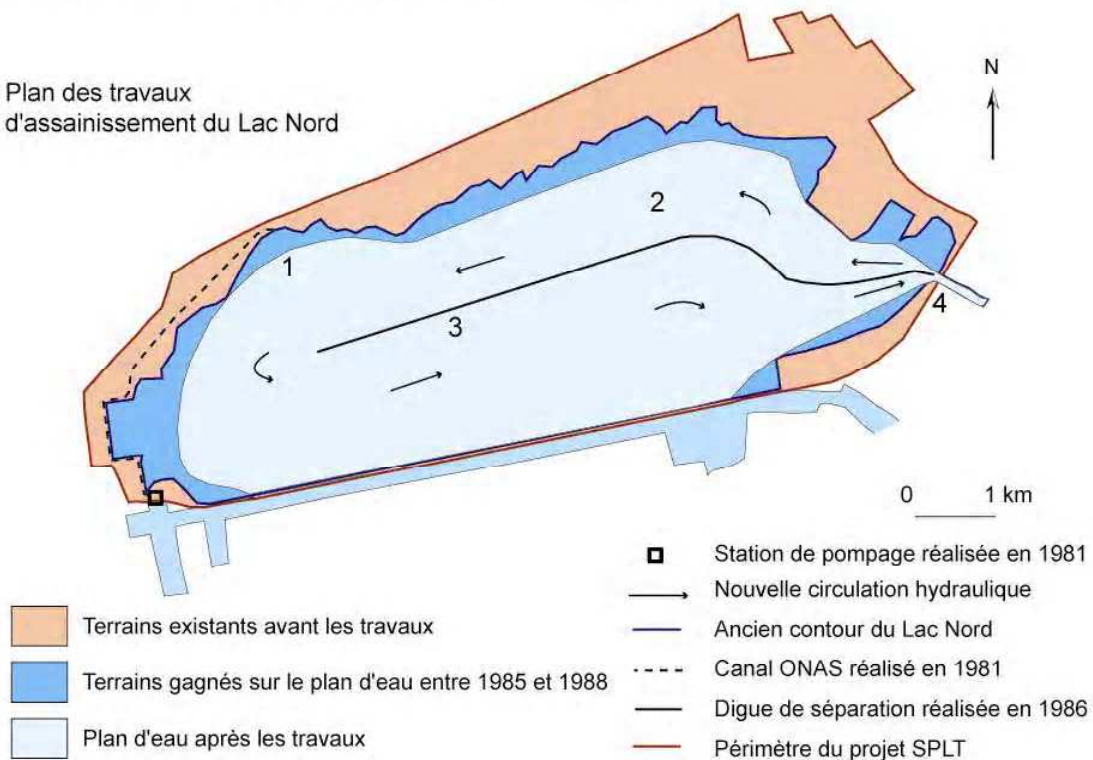 Plan des travaux
d'assainissement du Lac Nord
N
1
2
3
4
0 1 km
Station de pompage réalisée en 1981
Nouvelle circulation hydraulique
Ancien contour du Lac Nord
Canal ONAS réalisé en 1981
Digue de séparation réalisée en 1986
Périmètre du projet SPLT
Terrains existants avant les travaux
Terrains gagnés sur le plan d'eau entre 1985 et 1988
Plan d'eau après les travaux